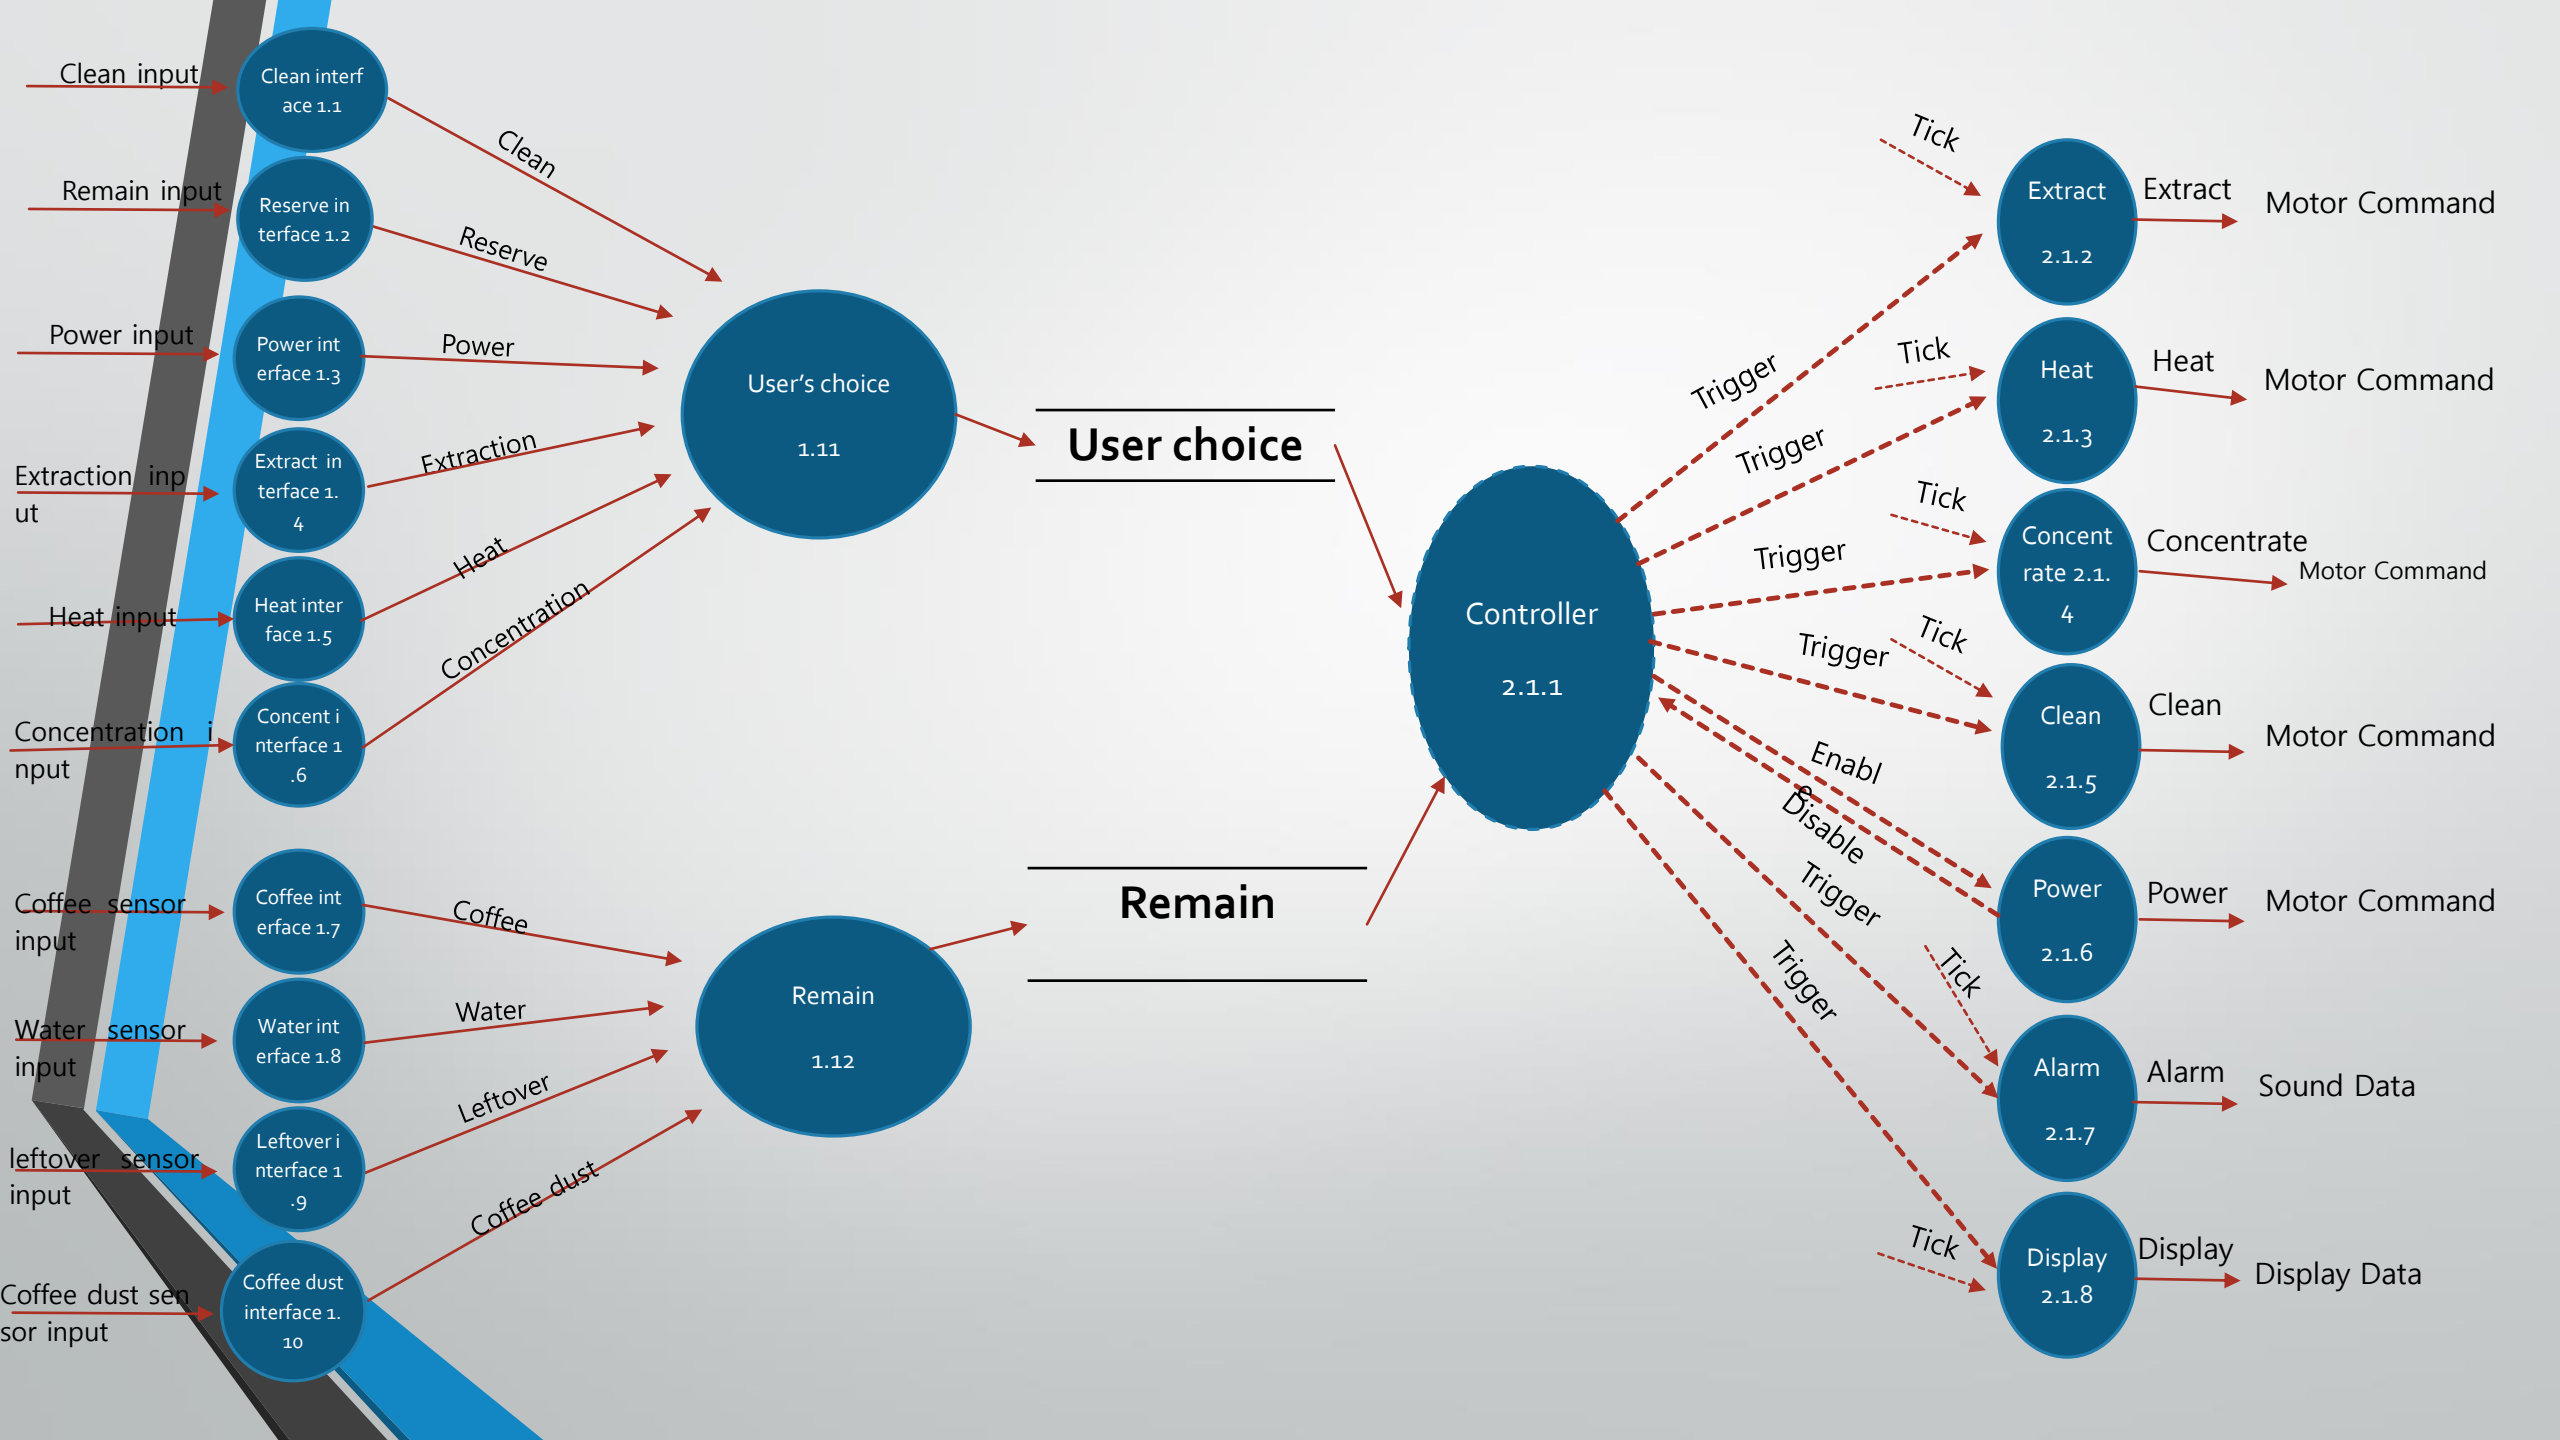 Clean input
Clean interf
ace 1.1
Clean
Remain input
Reserve in
terface 1.2
Reserve
Power input
Power int
erface 1.3
Power
Extraction inp
ut
Extract in
terface 1.
4
Extraction
Heat input
Heat inter
face 1.5
Heat
Concentration i
nput
Concent i
nterface 1
.6
Concentration
Coffee sensor
input
Coffee int
erface 1.7
Coffee
Water sensor
input
Water int
erface 1.8
Water
leftover sensor
input
Leftover i
nterface 1
.9
Leftover
Coffee dust sen
sor input
Coffee dust
interface 1.
10
Coffee dust
User’s choice
1.11
User choice
Remain
1.12
Remain
Controller
2.1.1
Trigger
Tick
Extract
2.1.2
Extract
Motor Command
Trigger
Tick
Heat
2.1.3
Heat
Motor Command
Trigger
Tick
Concent
rate 2.1.
4
Concentrate
Motor Command
Trigger
Tick
Clean
2.1.5
Clean
Motor Command
Enabl
e
Disable
Power
2.1.6
Power
Motor Command
Trigger
Tick
Alarm
2.1.7
Alarm
Sound Data
Trigger
Tick
Display
2.1.8
Display
Display Data